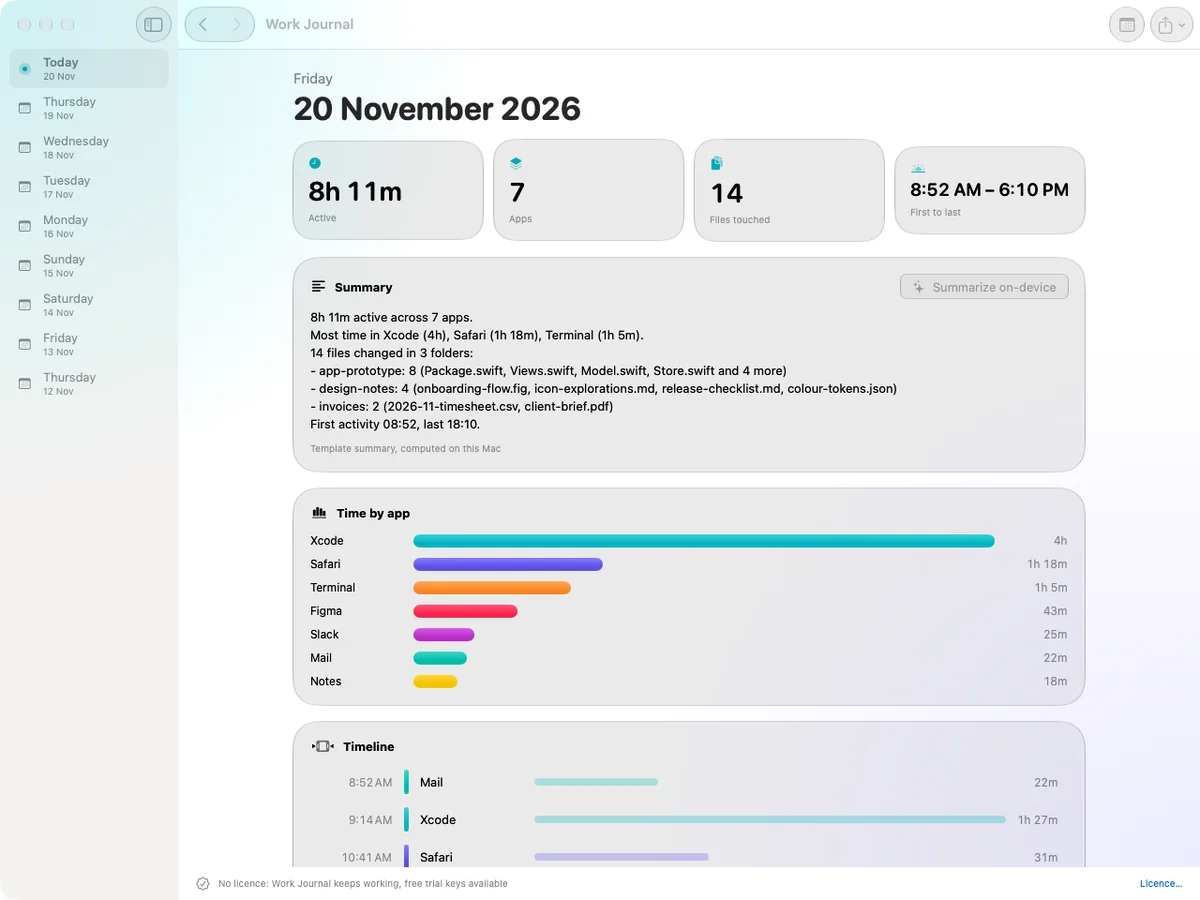 Work Journal
Today
20 Nov
Thursday
19 Nov
Wednesday
18 Nov
Tuesday
17 Nov
Monday
16 Nov
Sunday
15 Nov
Saturday
14 Nov
Friday
13 Nov
Thursday
12 Nov
Friday
20 November 2026
8h 11m
Active
7
Apps
14
Files touched
8:52 AM – 6:10 PM
First to last
Summary
Summarize on-device
8h 11m active across 7 apps.
Most time in Xcode (4h), Safari (1h 18m), Terminal (1h 5m).
14 files changed in 3 folders:
- app-prototype: 8 (Package.swift, Views.swift, Model.swift, Store.swift and 4 more)
- design-notes: 4 (onboarding-flow.fig, icon-explorations.md, release-checklist.md, colour-tokens.json)
- invoices: 2 (2026-11-timesheet.csv, client-brief.pdf)
First activity 08:52, last 18:10.
Template summary, computed on this Mac
Time by app
Xcode 4h
Safari 1h 18m
Terminal 1h 5m
Figma 43m
Slack 25m
Mail 22m
Notes 18m
Timeline
8:52 AM Mail 22m
9:14 AM Xcode 1h 27m
10:41 AM Safari 31m
No licence: Work Journal keeps working, free trial keys available
Licence...